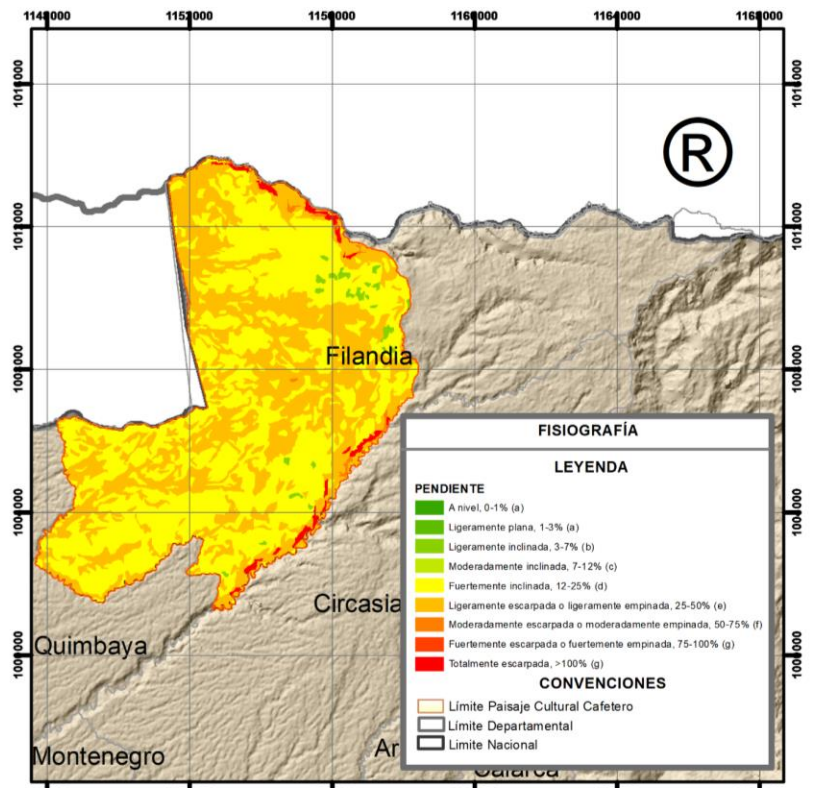 1148000 1152000 1156000 1160000 1164000 1168000
®
Filandia
Circasia
Quimbaya
Montenegro
Ar
FISIOGRAFÍA
LEYENDA
PENDIENTE
A nivel, 0-1% (a)
Ligeramente plana, 1-3% (a)
Ligeramente inclinada, 3-7% (b)
Moderadamente inclinada, 7-12% (c)
Fuertemente inclinada, 12-25% (d)
Ligeramente escarpada o ligeramente empinada, 25-50% (e)
Moderadamente escarpada o moderadamente empinada, 50-75% (f)
Fuertemente escarpada o fuertemente empinada, 75-100% (g)
Totalmente escarpada, >100% (g)
CONVENCIONES
Límite Paisaje Cultural Cafetero
Límite Departamental
Limite Nacional